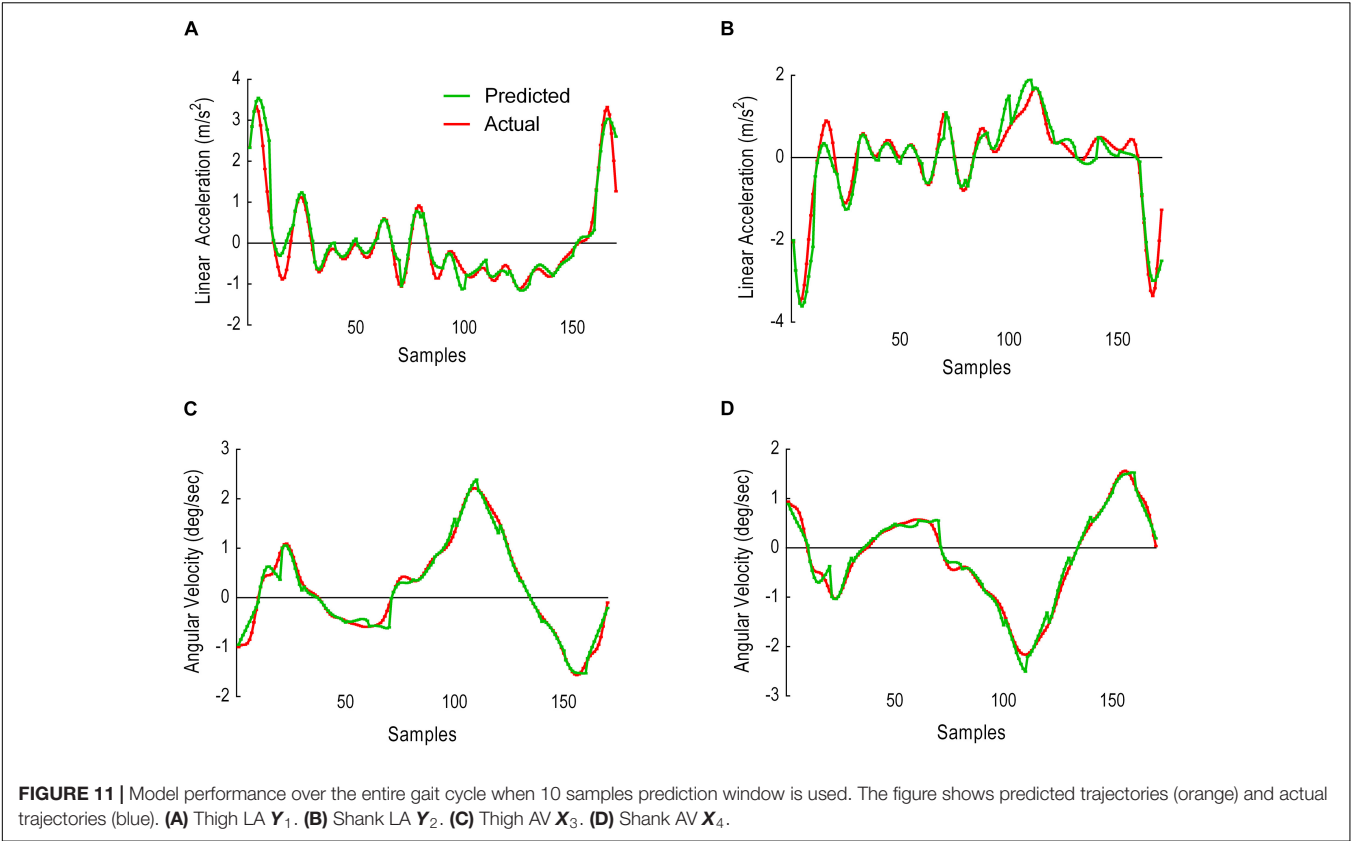 A
Linear Acceleration (m/s²)
4
3
2
1
0
-1
-2
50
100
150
Samples
Predicted
Actual
B
Linear Acceleration (m/s²)
2
0
-2
-4
50
100
150
Samples
C
Angular Velocity (deg/sec)
3
2
1
0
-1
-2
50
100
150
Samples
D
Angular Velocity (deg/sec)
2
1
0
-1
-2
-3
50
100
150
Samples
FIGURE 11 | Model performance over the entire gait cycle when 10 samples prediction window is used. The figure shows predicted trajectories (orange) and actual
trajectories (blue). (A) Thigh LA Y₁. (B) Shank LA Y₂. (C) Thigh AV X₃. (D) Shank AV X₄.